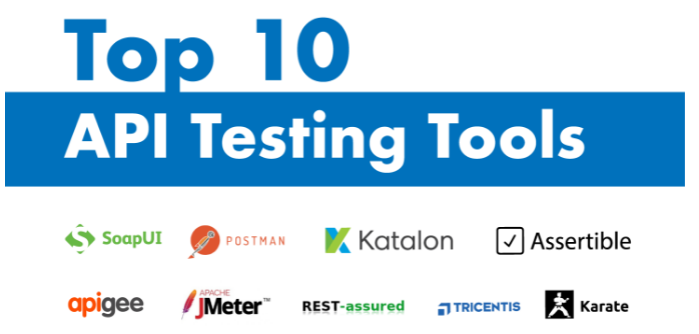 Top 10
API Testing Tools
SoapUI POSTMAN Katalon Assertible
apigee APACHE JMeter™ REST-assured TRICENTIS Karate